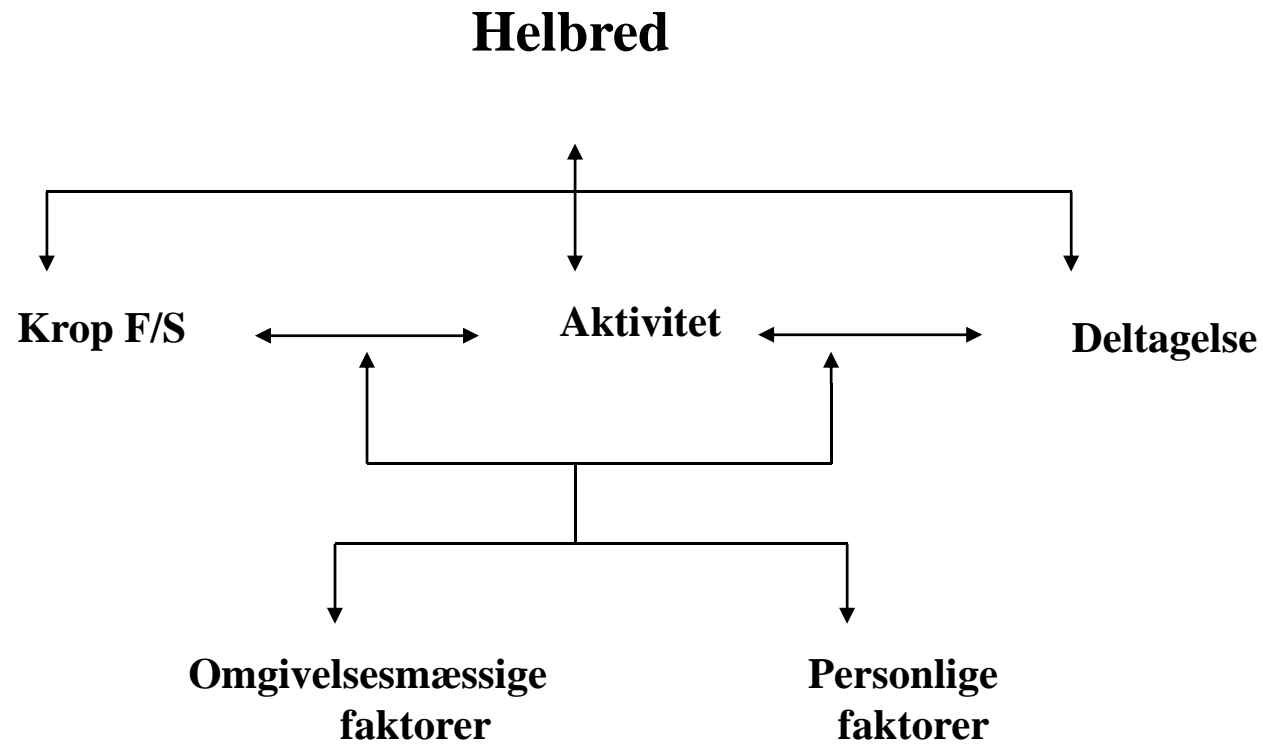 Helbred
Krop F/S
Aktivitet
Deltagelse
Omgivelsesmæssige
faktorer
Personlige
faktorer